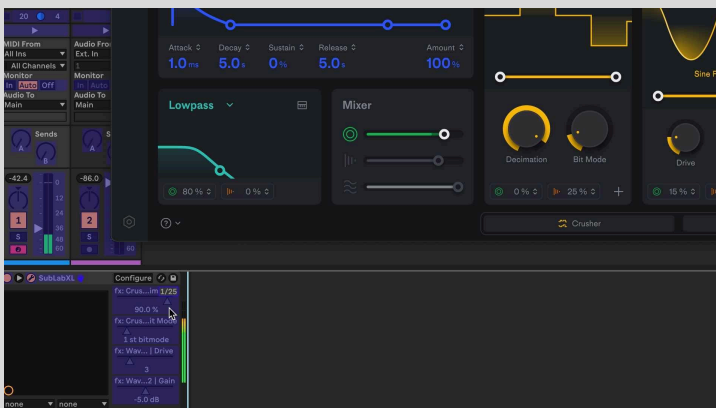 20 4
MIDI From
All Ins
All Channels
Monitor
In Auto Off
Audio To
Main
Audio Fro
Ext. In
1
Monitor
In Auto
Audio To
Main
Sends
A
B
S
A
-42.4
-86.0
0
12
24
36
48
60
1
S
2
S
60
Attack
1.0 ms
Decay
5.0 s
Sustain
0 %
Release
5.0 s
Amount
100 %
Lowpass
80 %
0 %
Mixer
Decimation
Bit Mode
0 %
25 %
Crusher
Sine F
Drive
15 %
SubLabXL
Configure
fx: Crus...im 1/25
90.0 %
fx: Crus...it Mode
1 st bitmode
fx: Wav... | Drive
3
fx: Wav...2 | Gain
-5.0 dB
none
none